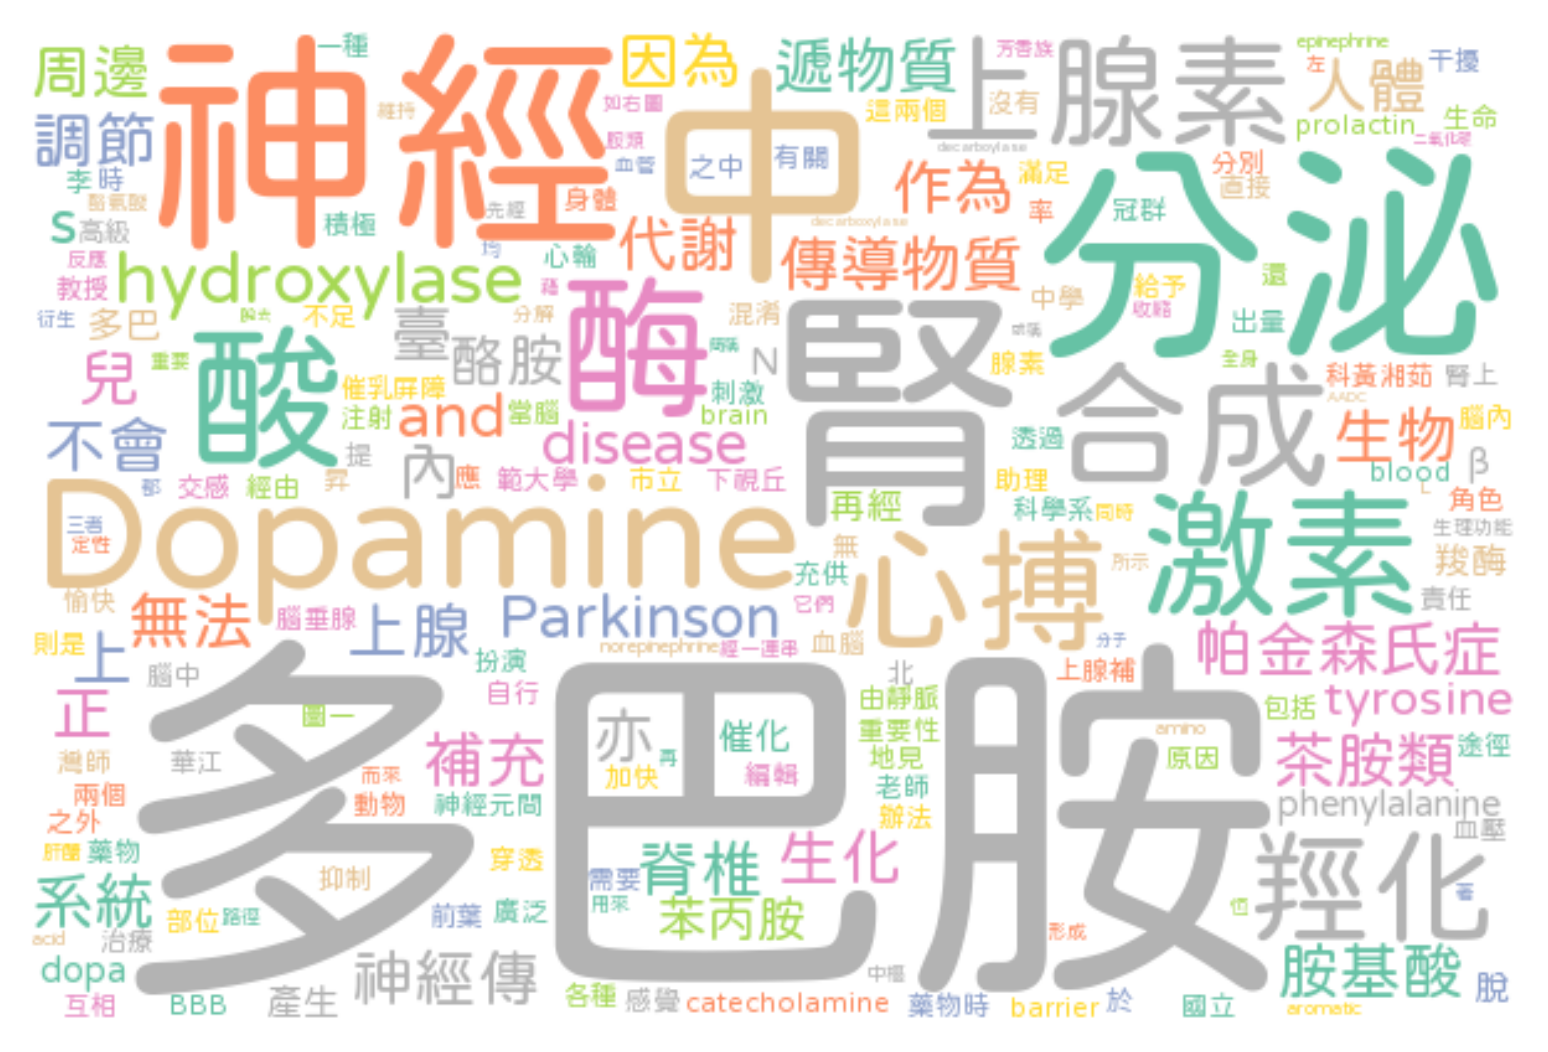 周邊
神經
一種
因為
遞物質
上腺素
芳香族
epinephrine
左
人體
干擾
維持
如右圖
中
這兩個
沒有
prolactin
生命
調節
胺類
血管
之中
有關
分別
李
時
身體
作為
滿足
直接
分泌
s
高級
積極
先經
decarboxylase
率
冠群
代謝
傳導物質
均
心輸
反應
教授
hydroxylase
酶
中學
給予
收縮
還
衍生
多巴
不足
分解
混淆
腎
出量
酸
臺
酪胺
N
腺素
全身
兒
重要
催乳
屏障
刺激
合成
科黃湘茹
腎上
AADC
注射
and
當腦
brain
生物
腦內
不會
提
內
disease
透過
blood
β
L
都
交感
經由
昇
應
範大學
市立
下視丘
助理
角色
三者
定性
Dopamine
再經
科學系
同時
激素
生理功能
無
心搏
所示
羧酶
愉快
無法
腦垂腺
上腺
Parkinson
充供
它們
責任
則是
上
norepinephrine
經一連串
血腦
分子
帕金森氏症
腦中
扮演
自行
北
上腺補
正
圖一
多巴胺
亦
催化
由靜脈
包括
tyrosine
灣師
華江
補充
再
加快
編輯
重要性
地見
amino
原因
茶胺類
途徑
兩個
而來
動物
神經元間
老師
phenylalanine
之外
辦法
血壓
肝醣
藥物
穿透
脊椎
生化
羥化
系統
抑制
需要
用來
著
部位
路徑
前葉
廣泛
苯丙胺
恆
acid
治療
形成
dopa
神經傳
中樞
胺基酸
脫
互相
BBB
產生
各種
感覺
catecholamine
藥物時
barrier
於
國立
aromatic